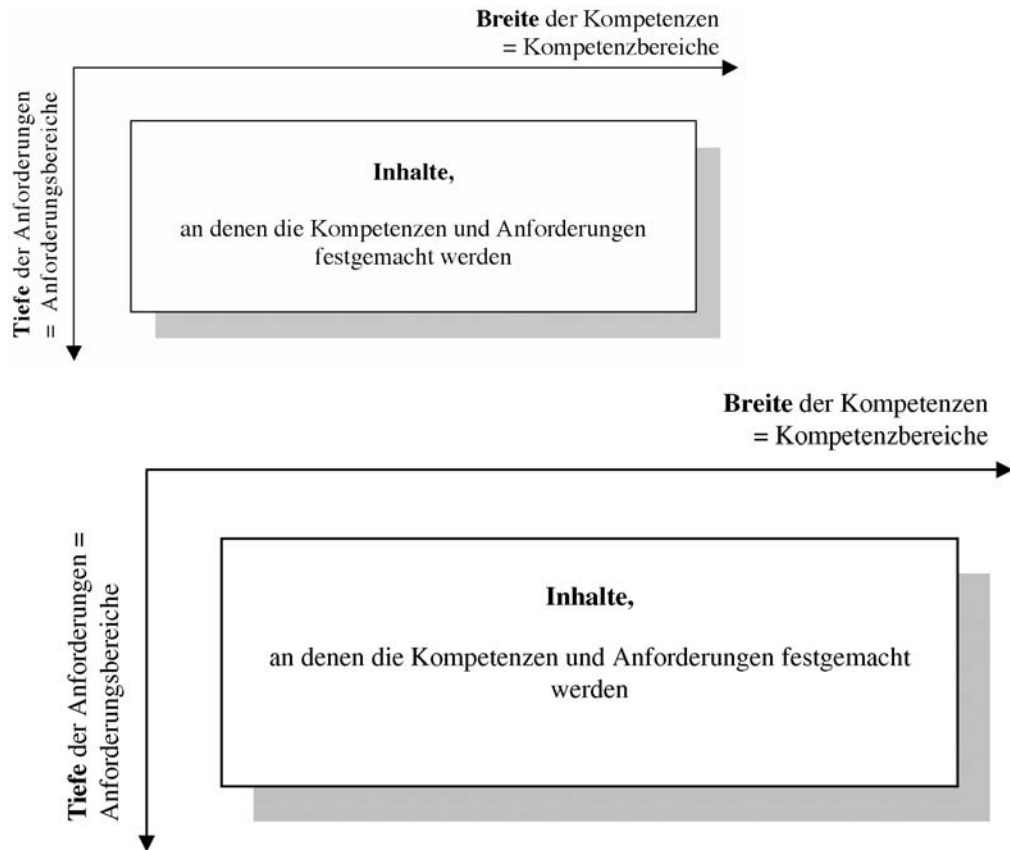 Breite der Kompetenzen
= Kompetenzbereiche
Tiefe der Anforderungen
= Anforderungsbereiche
Inhalte,
an denen die Kompetenzen und Anforderungen
festgemacht werden
Breite der Kompetenzen
= Kompetenzbereiche
Tiefe der Anforderungen =
Anforderungsbereiche
Inhalte,
an denen die Kompetenzen und Anforderungen festgemacht
werden